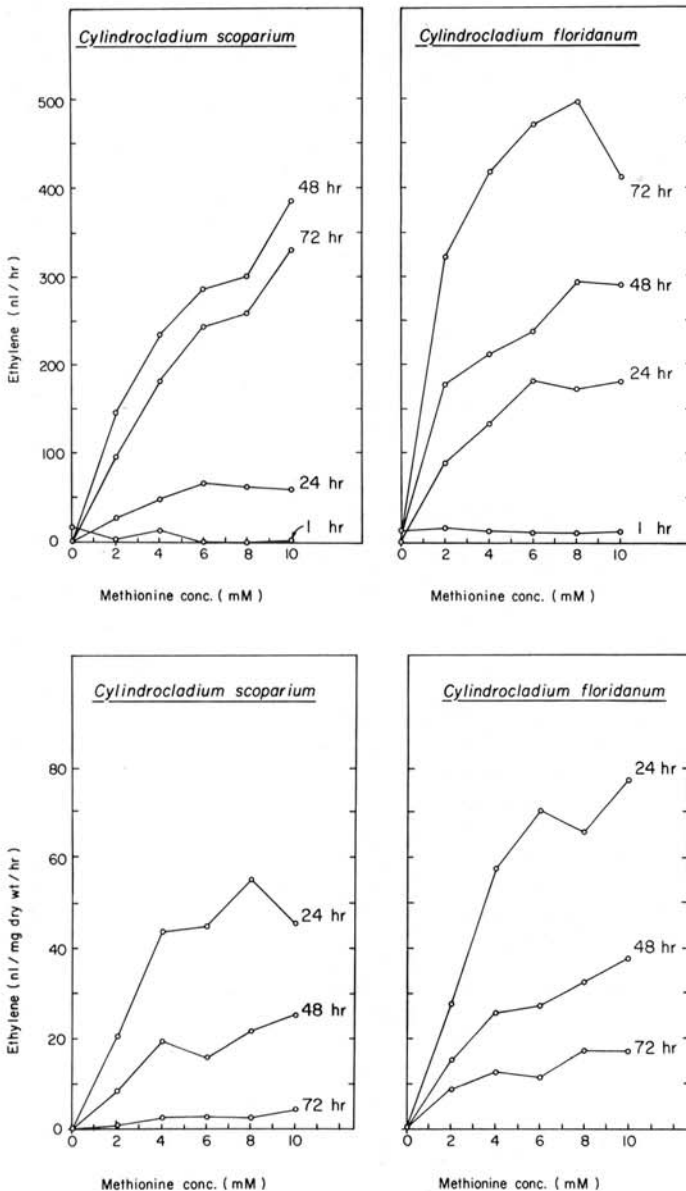 Cylindrocladium scoparium
Cylindrocladium floridanum
Ethylene (nl/hr)
500
400
300
200
100
0
48 hr
72 hr
24 hr
1 hr
0 2 4 6 8 10
Methionine conc. (mM)
72 hr
48 hr
24 hr
1 hr
0 2 4 6 8 10
Methionine conc. (mM)
Cylindrocladium scoparium
Cylindrocladium floridanum
Ethylene (nl/mg dry wt/hr)
80
60
40
20
0
24 hr
48 hr
72 hr
0 2 4 6 8 10
Methionine conc. (mM)
24 hr
48 hr
72 hr
0 2 4 6 8 10
Methionine conc. (mM)